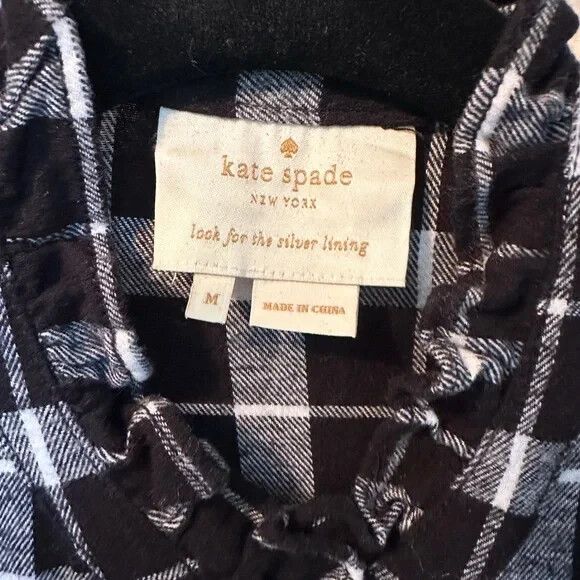 kate spade
NEW YORK
look for the silver lining
M
MADE IN CHINA